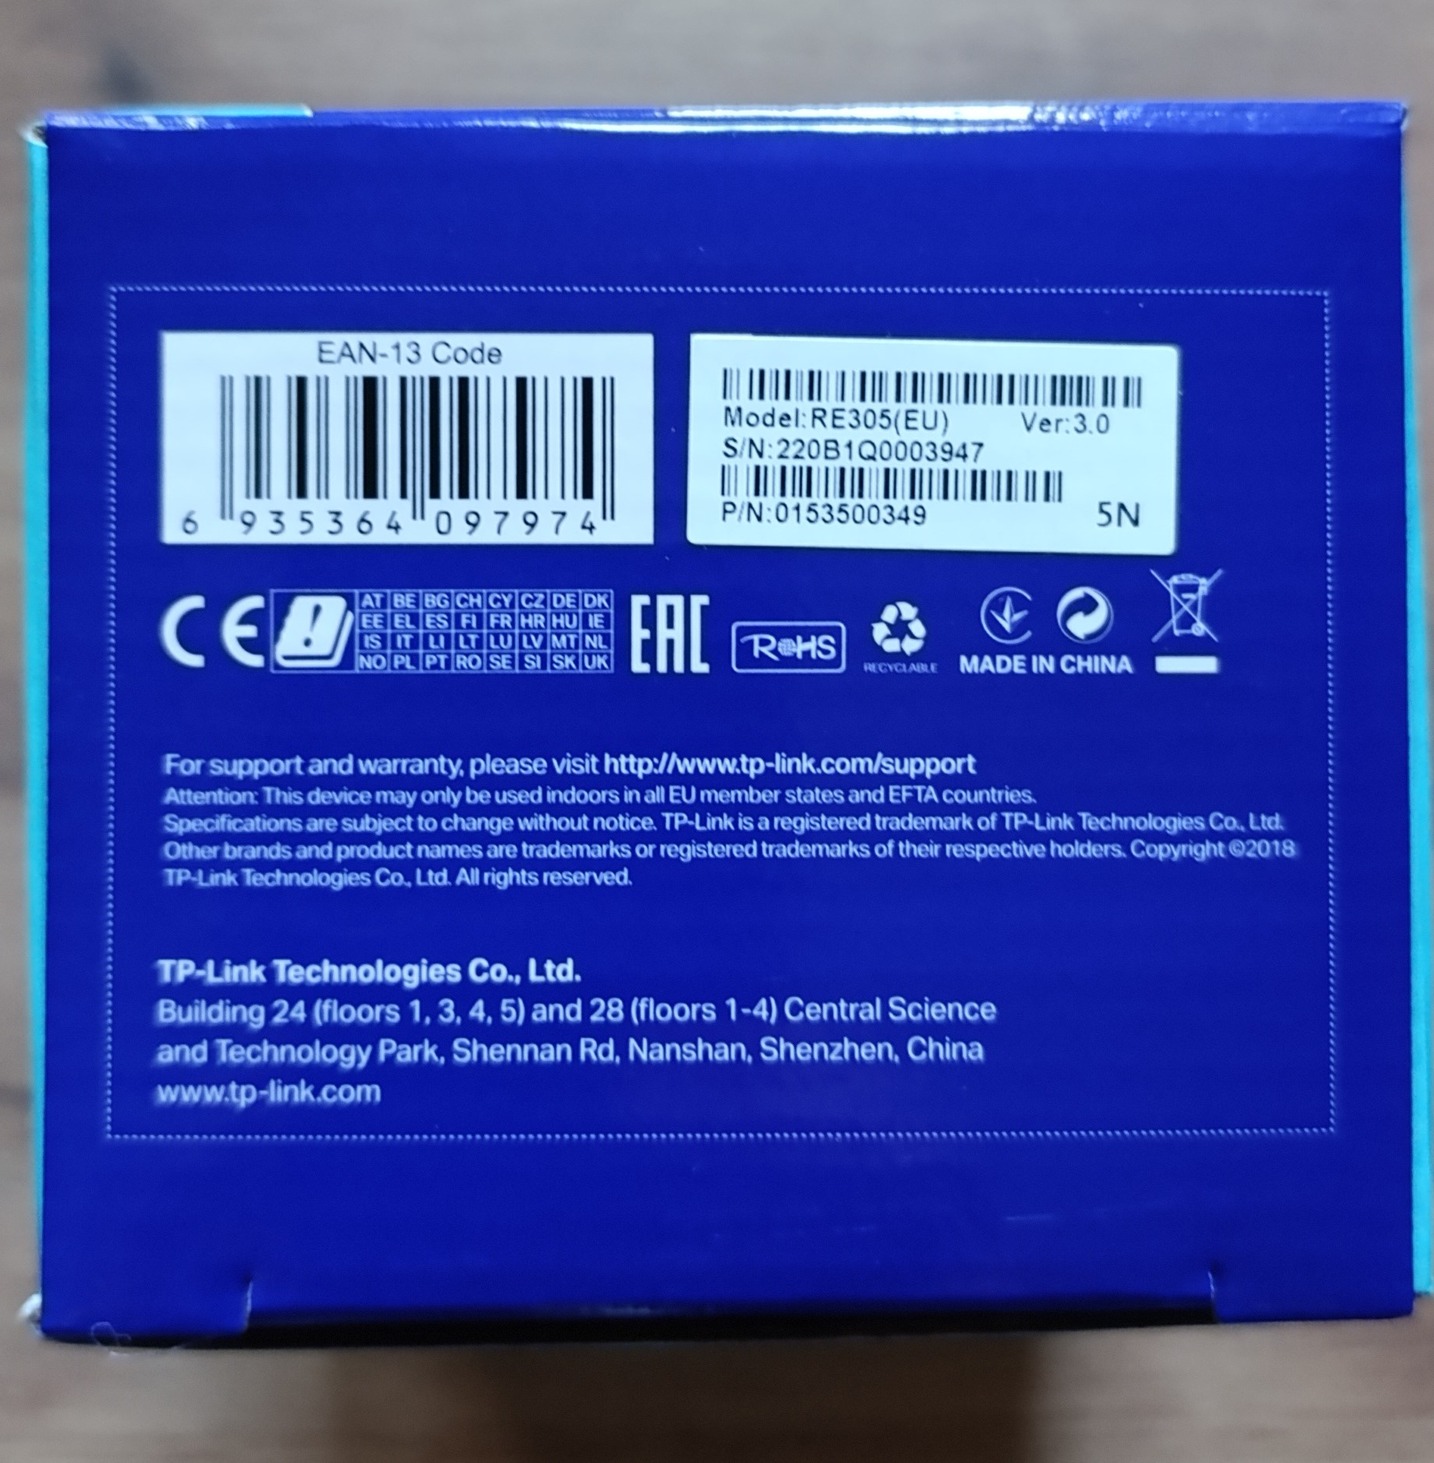 EAN-13 Code
6 935364 097974
Model:RE305(EU) Ver:3.0
S/N:220B1Q0003947
P/N:0153500349 5N
CE
AT BE BG CH CY CZ DE DK
EE EL ES FI FR HR HU IE
IS IT LI LT LU LV MT NL
NO PL PT RO SE SI SK UK
EAC
RoHS
RECYCLABLE
MADE IN CHINA
For support and warranty, please visit http://www.tp-link.com/support
Attention: This device may only be used indoors in all EU member states and EFTA countries.
Specifications are subject to change without notice. TP-Link is a registered trademark of TP-Link Technologies Co., Ltd.
Other brands and product names are trademarks or registered trademarks of their respective holders. Copyright ©2018
TP-Link Technologies Co., Ltd. All rights reserved.
TP-Link Technologies Co., Ltd.
Building 24 (floors 1, 3, 4, 5) and 28 (floors 1-4) Central Science
and Technology Park, Shennan Rd, Nanshan, Shenzhen, China
www.tp-link.com